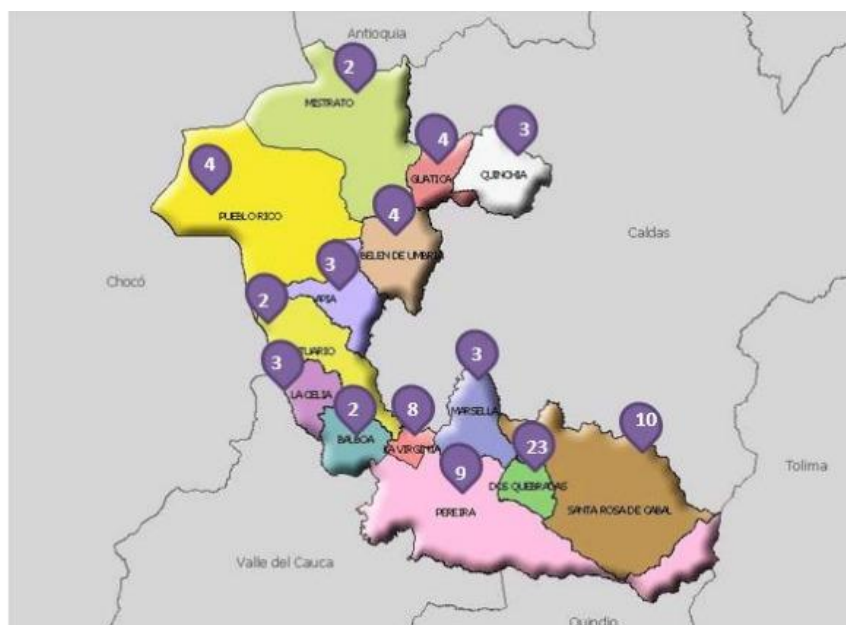 Antioquia
2
MISTRATO
4
GUATICA
3
QUINCHIA
4
PUEBLO RICO
4
BELEN DE UMBRIA
Caldas
Chocó
3
APIA
2
TUARIO
3
LA CELIA
2
BALBOA
8
LA VIRGINIA
3
MARSELLA
10
23
DOS QUEBRADAS
9
PEREIRA
SANTA ROSA DE CABAL
Tolima
Valle del Cauca
Quindío